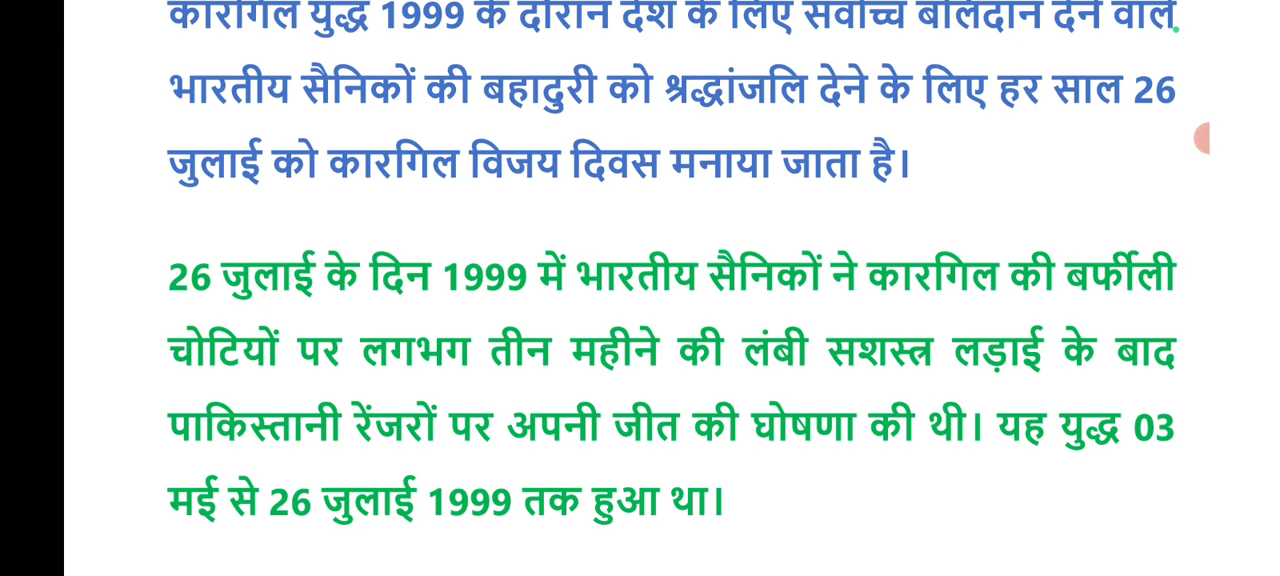 कारगिल युद्ध 1999 के दौरान देश के लिए सर्वोच्च बलिदान देने वाले
भारतीय सैनिकों की बहादुरी को श्रद्धांजलि देने के लिए हर साल 26
जुलाई को कारगिल विजय दिवस मनाया जाता है।
26 जुलाई के दिन 1999 में भारतीय सैनिकों ने कारगिल की बर्फीली
चोटियों पर लगभग तीन महीने की लंबी सशस्त्र लड़ाई के बाद
पाकिस्तानी रेंजरों पर अपनी जीत की घोषणा की थी। यह युद्ध 03
मई से 26 जुलाई 1999 तक हुआ था।